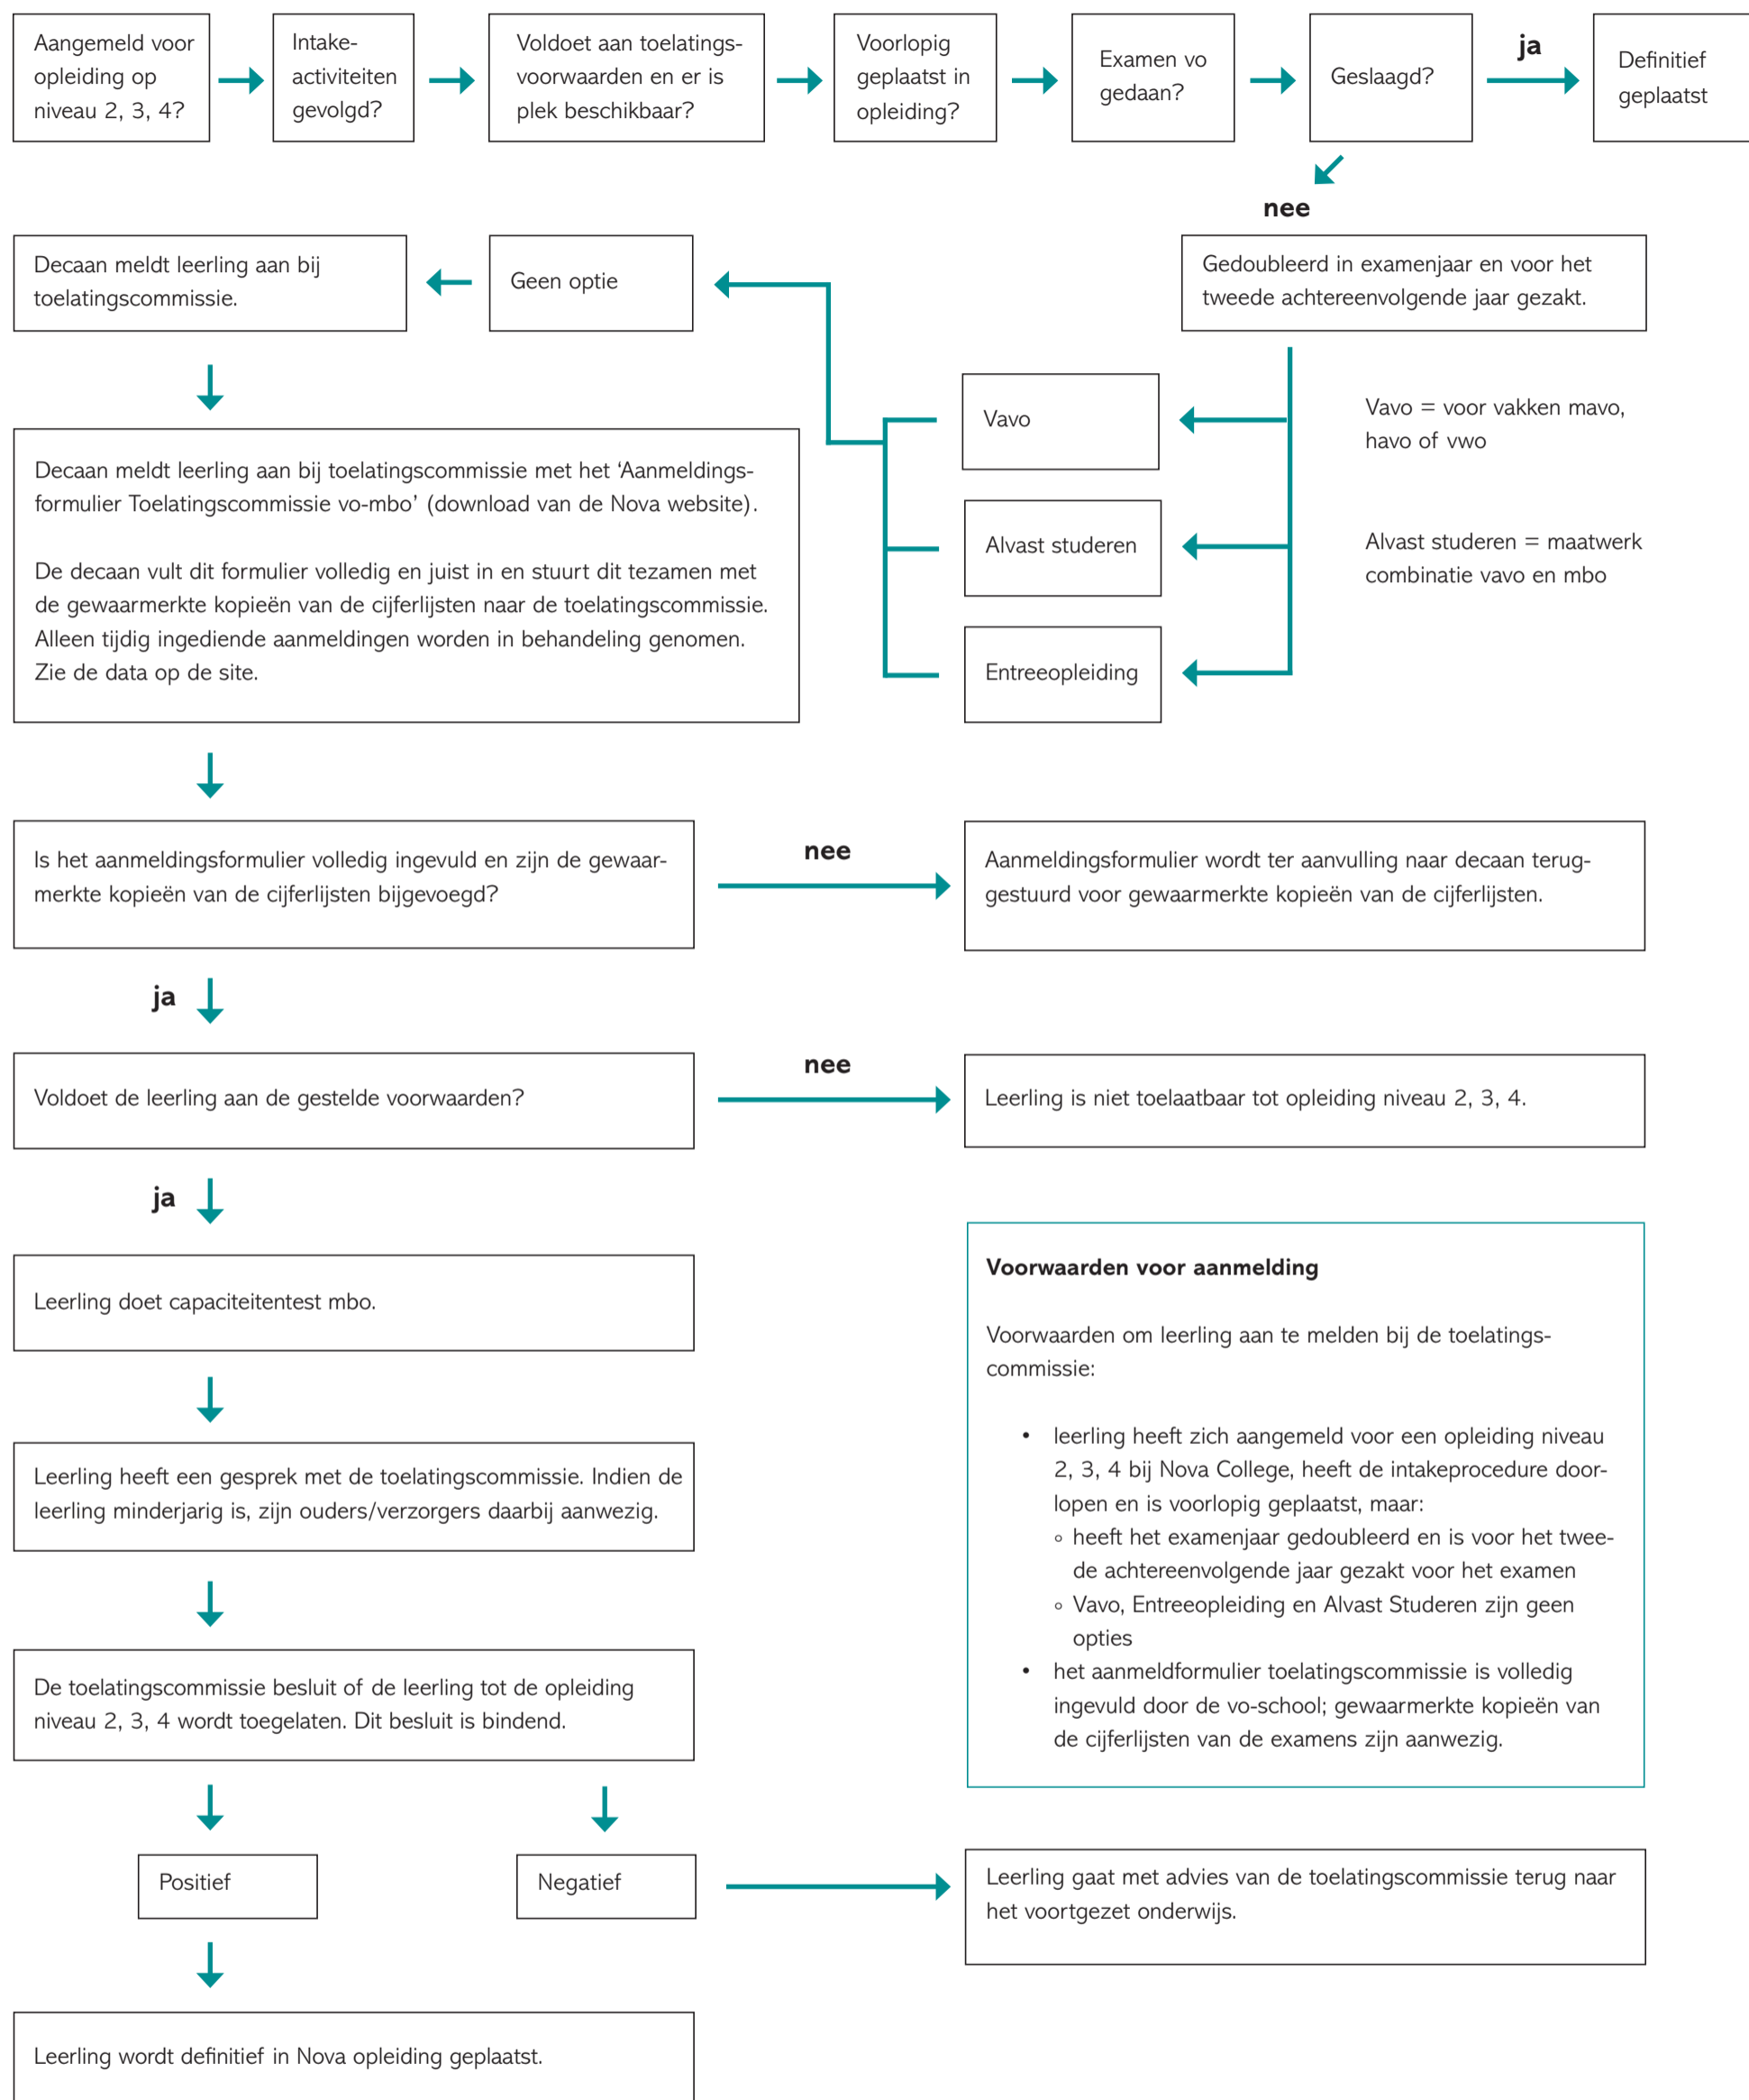 Aangemeld voor
opleiding op
niveau 2, 3, 4?
Intake-
activiteiten
gevolgd?
Voldoet aan toelatings-
voorwaarden en er is
plek beschikbaar?
Voorlopig
geplaatst in
opleiding?
Examen vo
gedaan?
Geslaagd?
ja
Definitief
geplaatst
nee
Gedoubleerd in examenjaar en voor het
tweede achtereenvolgende jaar gezakt.
Vavo
Vavo = voor vakken mavo,
havo of vwo
Alvast studeren
Alvast studeren = maatwerk
combinatie vavo en mbo
Entreeopleiding
Geen optie
Decaan meldt leerling aan bij
toelatingscommissie.
Decaan meldt leerling aan bij toelatingscommissie met het ‘Aanmeldings-
formulier Toelatingscommissie vo-mbo’ (download van de Nova website).
De decaan vult dit formulier volledig en juist in en stuurt dit tezamen met
de gewaarmerkte kopieën van de cijferlijsten naar de toelatingscommissie.
Alleen tijdig ingediende aanmeldingen worden in behandeling genomen.
Zie de data op de site.
Is het aanmeldingsformulier volledig ingevuld en zijn de gewaar-
merkte kopieën van de cijferlijsten bijgevoegd?
nee
Aanmeldingsformulier wordt ter aanvulling naar decaan terug-
gestuurd voor gewaarmerkte kopieën van de cijferlijsten.
ja
Voldoet de leerling aan de gestelde voorwaarden?
nee
Leerling is niet toelaatbaar tot opleiding niveau 2, 3, 4.
ja
Leerling doet capaciteitentest mbo.
Leerling heeft een gesprek met de toelatingscommissie. Indien de
leerling minderjarig is, zijn ouders/verzorgers daarbij aanwezig.
De toelatingscommissie besluit of de leerling tot de opleiding
niveau 2, 3, 4 wordt toegelaten. Dit besluit is bindend.
Voorwaarden voor aanmelding
Voorwaarden om leerling aan te melden bij de toelatings-
commissie:
• leerling heeft zich aangemeld voor een opleiding niveau
2, 3, 4 bij Nova College, heeft de intakeprocedure door-
lopen en is voorlopig geplaatst, maar:
◦ heeft het examenjaar gedoubleerd en is voor het twee-
de achtereenvolgende jaar gezakt voor het examen
◦ Vavo, Entreeopleiding en Alvast Studeren zijn geen
opties
• het aanmeldformulier toelatingscommissie is volledig
ingevuld door de vo-school; gewaarmerkte kopieën van
de cijferlijsten van de examens zijn aanwezig.
Positief
Negatief
Leerling gaat met advies van de toelatingscommissie terug naar
het voortgezet onderwijs.
Leerling wordt definitief in Nova opleiding geplaatst.